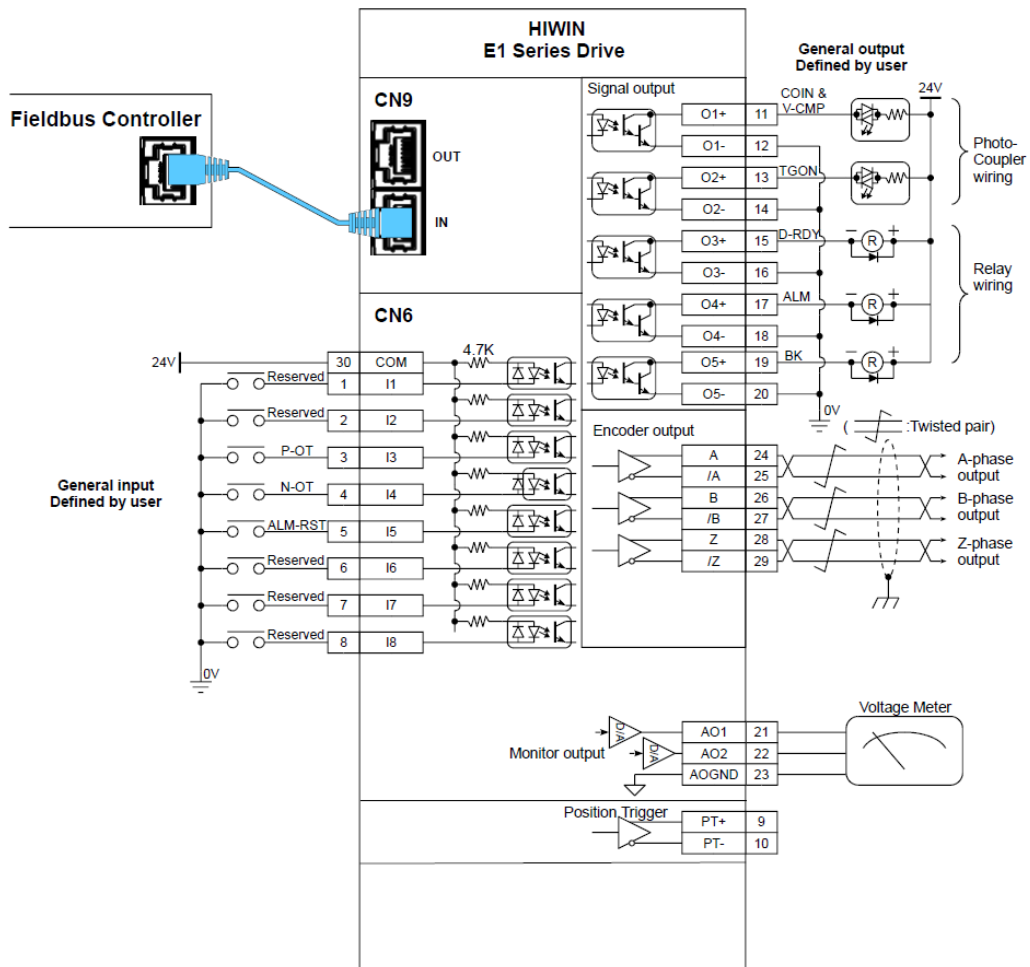 HIWIN
E1 Series Drive
Fieldbus Controller
CN9
OUT
IN
Signal output
General output
Defined by user
24V
O1+ 11 COIN & V-CMP
O1- 12
O2+ 13 TGON
O2- 14
O3+ 15 D-RDY − R +
O3- 16
O4+ 17 ALM − R +
O4- 18
O5+ 19 BK − R +
O5- 20
0V
Photo-
Coupler
wiring
Relay
wiring
CN6
4.7K
General input
Defined by user
24V 30 COM
Reserved 1 I1
Reserved 2 I2
P-OT 3 I3
N-OT 4 I4
ALM-RST 5 I5
Reserved 6 I6
Reserved 7 I7
Reserved 8 I8
0V
Encoder output
( :Twisted pair)
A 24
/A 25
A-phase
output
B 26
/B 27
B-phase
output
Z 28
/Z 29
Z-phase
output
Voltage Meter
Monitor output
D/A AO1 21
D/A AO2 22
AOGND 23
Position Trigger
PT+ 9
PT- 10